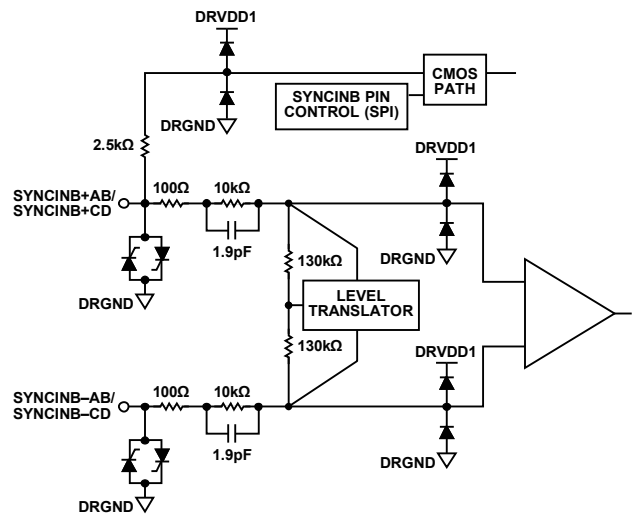 DRVDD1
CMOS
PATH
SYNCINB PIN
CONTROL (SPI)
DRGND
2.5kΩ
DRVDD1
SYNCINB+AB/
SYNCINB+CD
100Ω
10kΩ
1.9pF
DRGND
DRGND
130kΩ
LEVEL
TRANSLATOR
130kΩ
DRVDD1
SYNCINB–AB/
SYNCINB–CD
100Ω
10kΩ
1.9pF
DRGND
DRGND